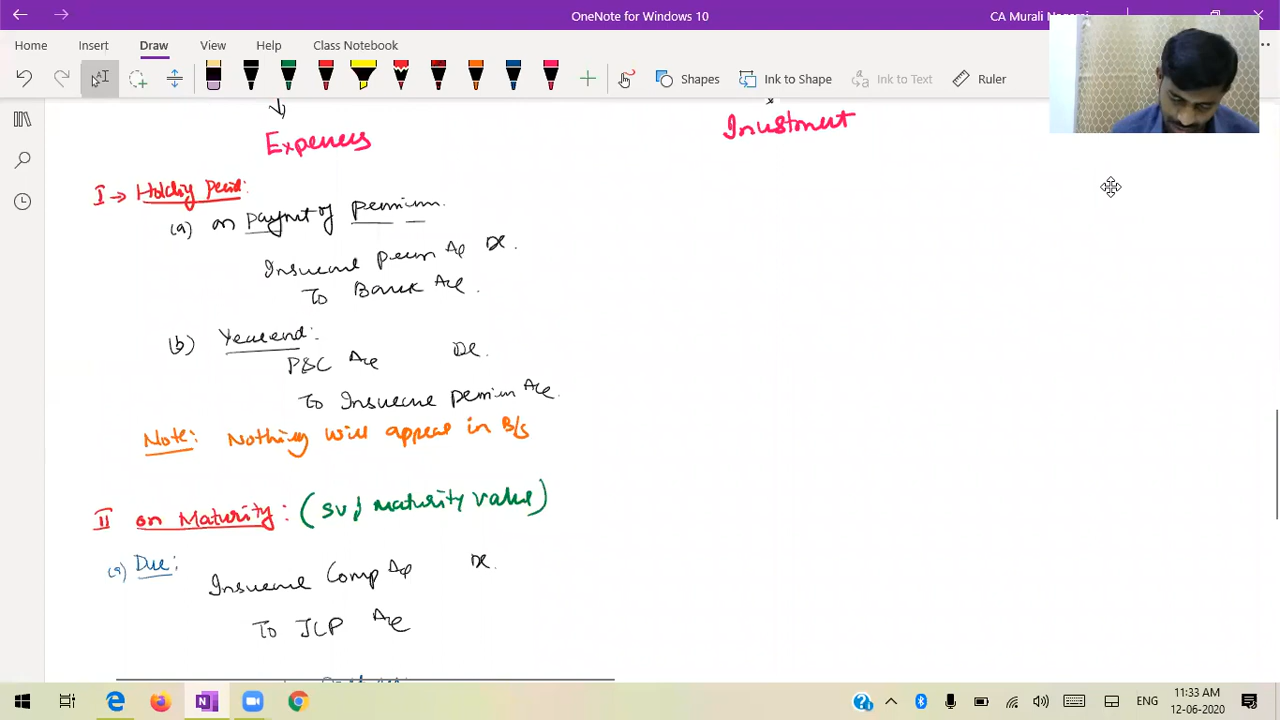 OneNote for Windows 10
CA Murali
Home Insert Draw View Help Class Notebook
Shapes Ink to Shape Ink to Text Ruler
Expenses
Investment
I → Holding Period:
(a) on payment of premium.
Insurance prem A/c Dr.
To Bank A/c.
(b) Year end:
P&L A/c Dr.
To Insurance premium A/c.
Note: Nothing will appear in B/s
II on Maturity: (SV / maturity value)
(a) Due:
Insurance Comp A/c Dr.
To JLP A/c
ENG
11:33 AM
12-06-2020